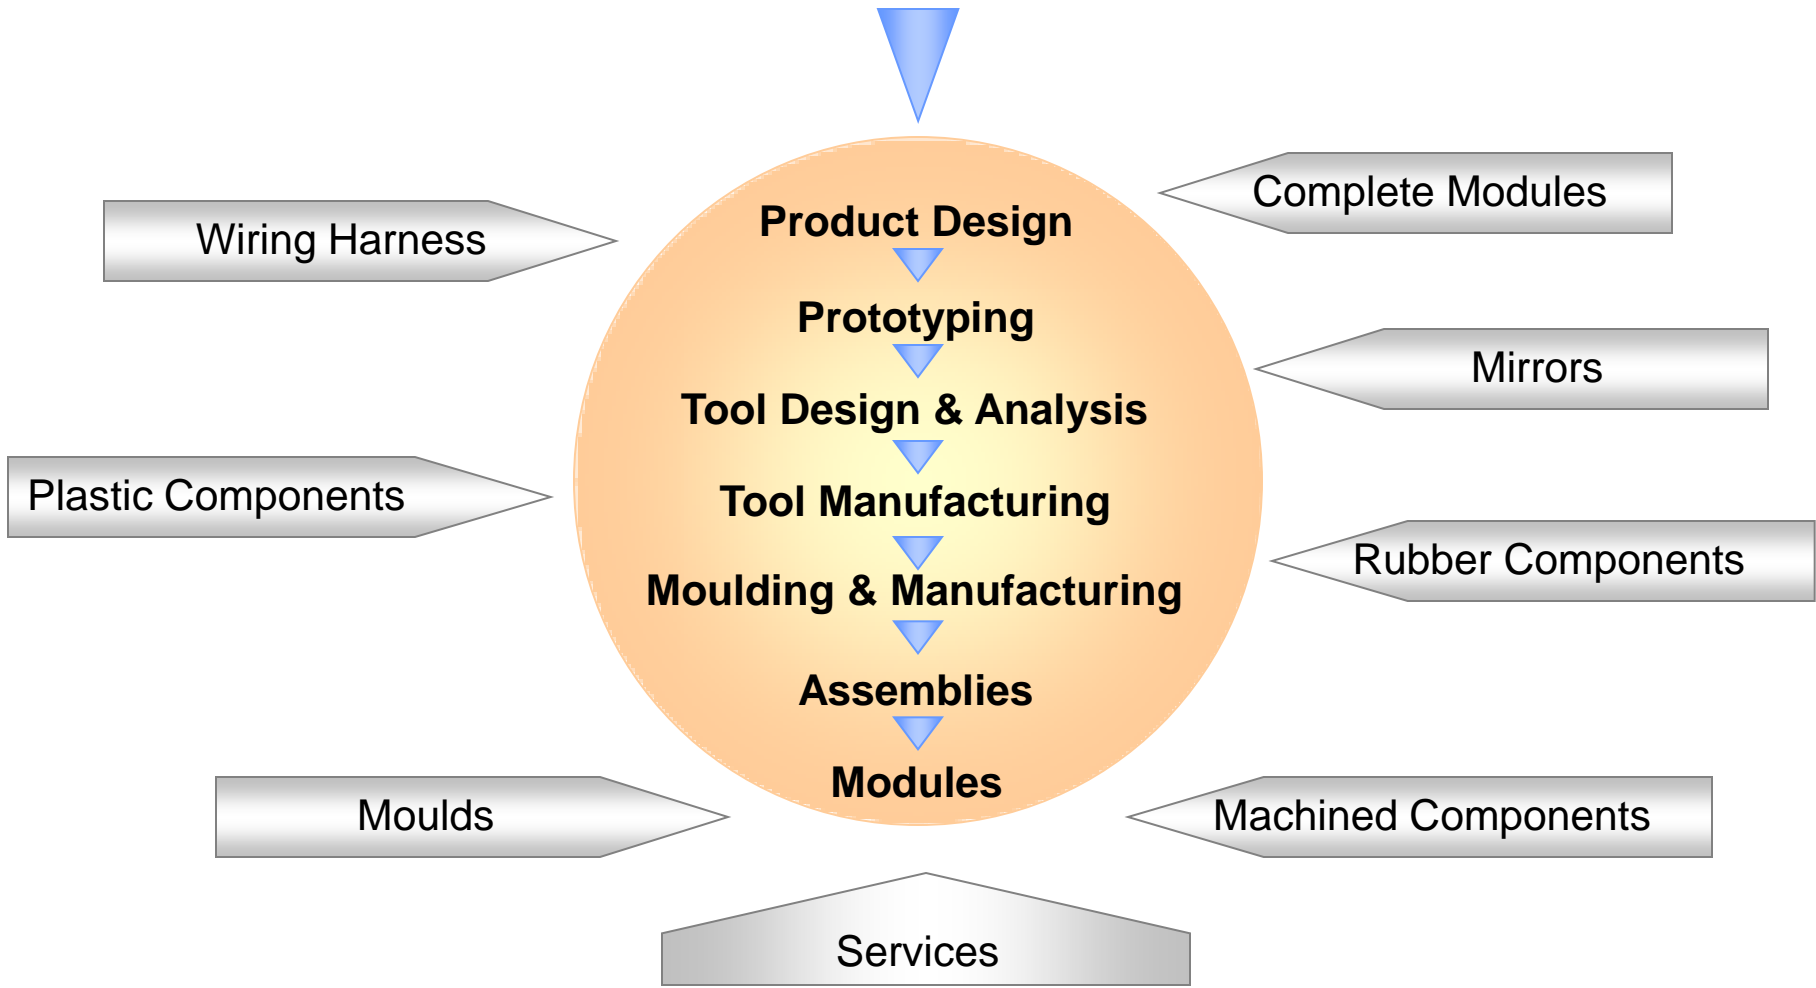 Complete Modules
Wiring Harness
Product Design
Prototyping
Mirrors
Tool Design & Analysis
Plastic Components
Tool Manufacturing
Rubber Components
Moulding & Manufacturing
Assemblies
Modules
Moulds
Machined Components
Services